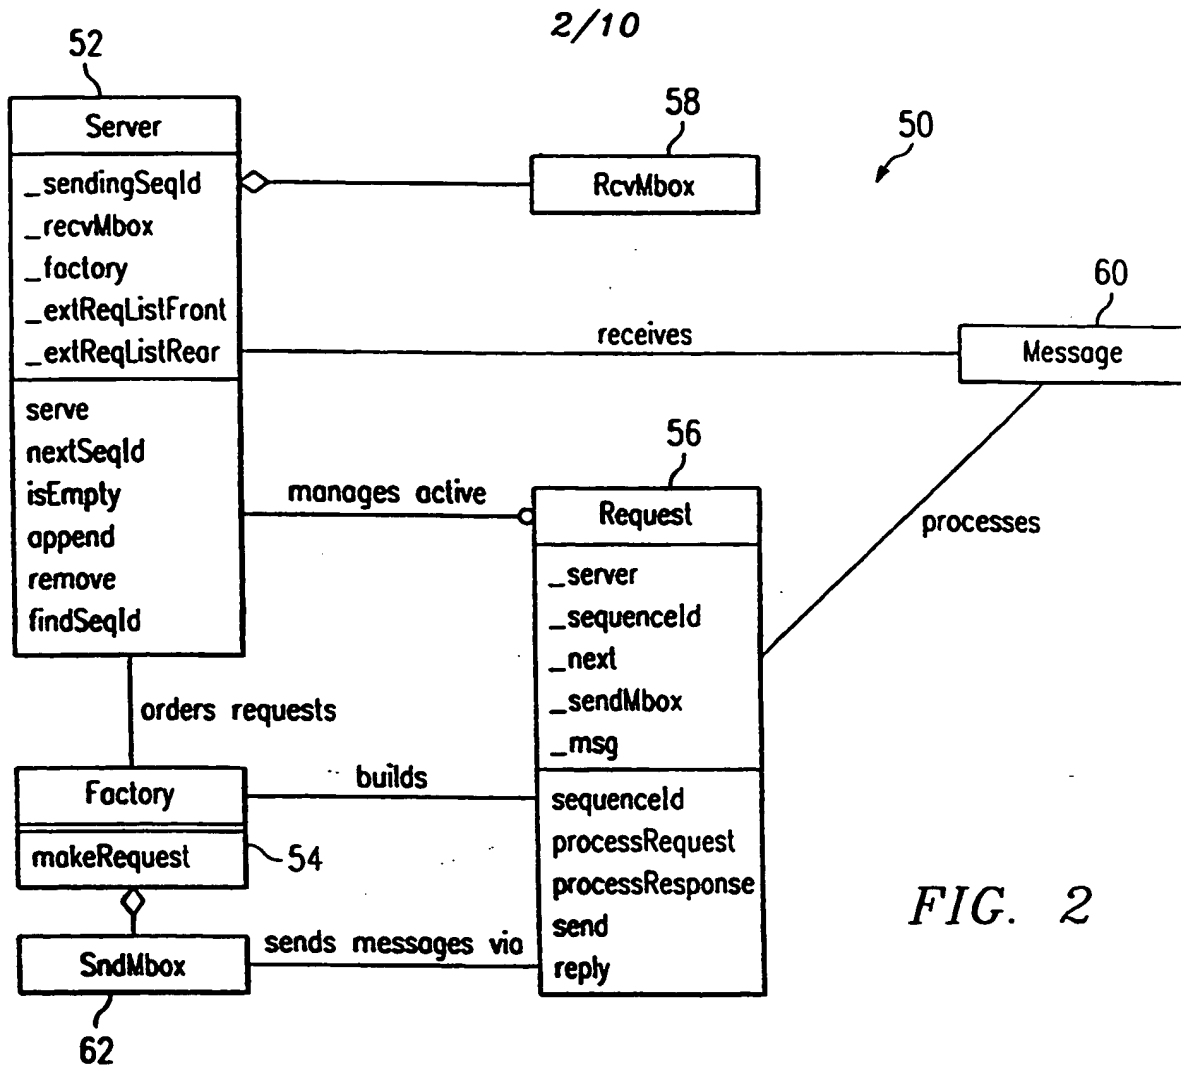 2/10
52
Server
_sendingSeqId
_recvMbox
_factory
_extReqListFront
_extReqListRear
serve
nextSeqId
isEmpty
append
remove
findSeqId
58
RcvMbox
50
receives
60
Message
manages active
processes
56
Request
_server
_sequenceId
_next
_sendMbox
_msg
sequenceId
processRequest
processResponse
send
reply
orders requests
Factory
makeRequest
54
builds
sends messages via
SndMbox
62
FIG. 2